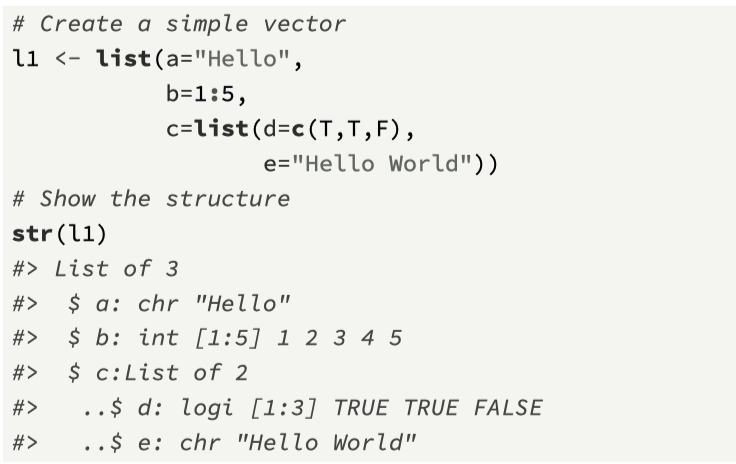 # Create a simple vector
l1 <- list(a="Hello",
           b=1:5,
           c=list(d=c(T,T,F),
                  e="Hello World"))
# Show the structure
str(l1)
#> List of 3
#>  $ a: chr "Hello"
#>  $ b: int [1:5] 1 2 3 4 5
#>  $ c:List of 2
#>   ..$ d: logi [1:3] TRUE TRUE FALSE
#>   ..$ e: chr "Hello World"